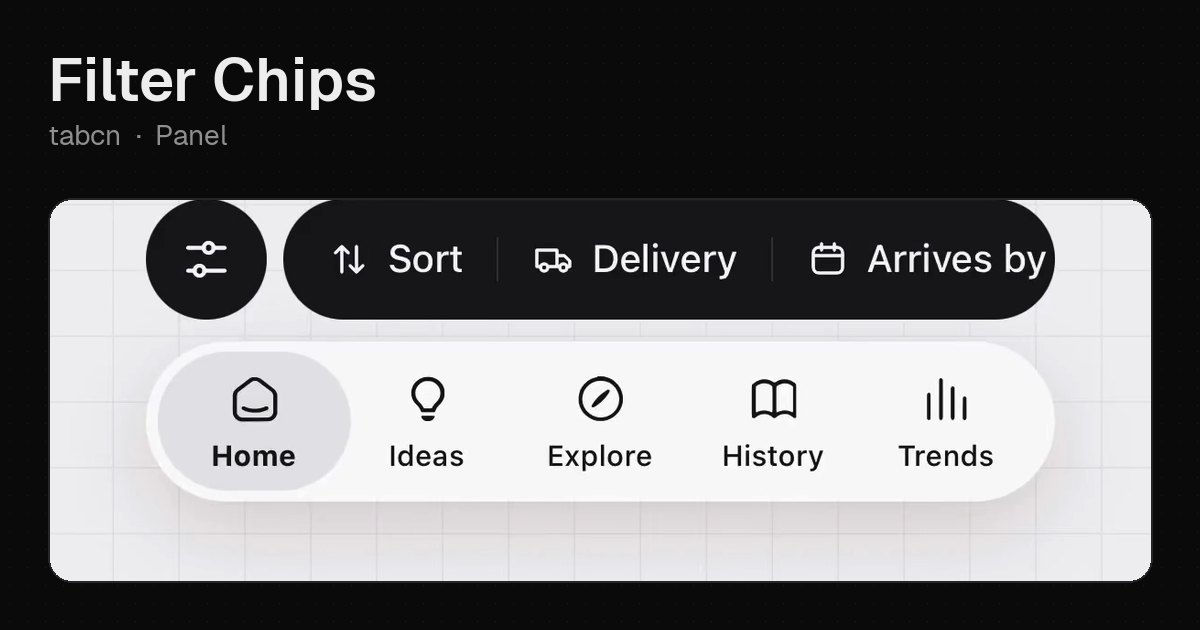 Filter Chips
tabcn · Panel
Sort Delivery Arrives by
Home Ideas Explore History Trends